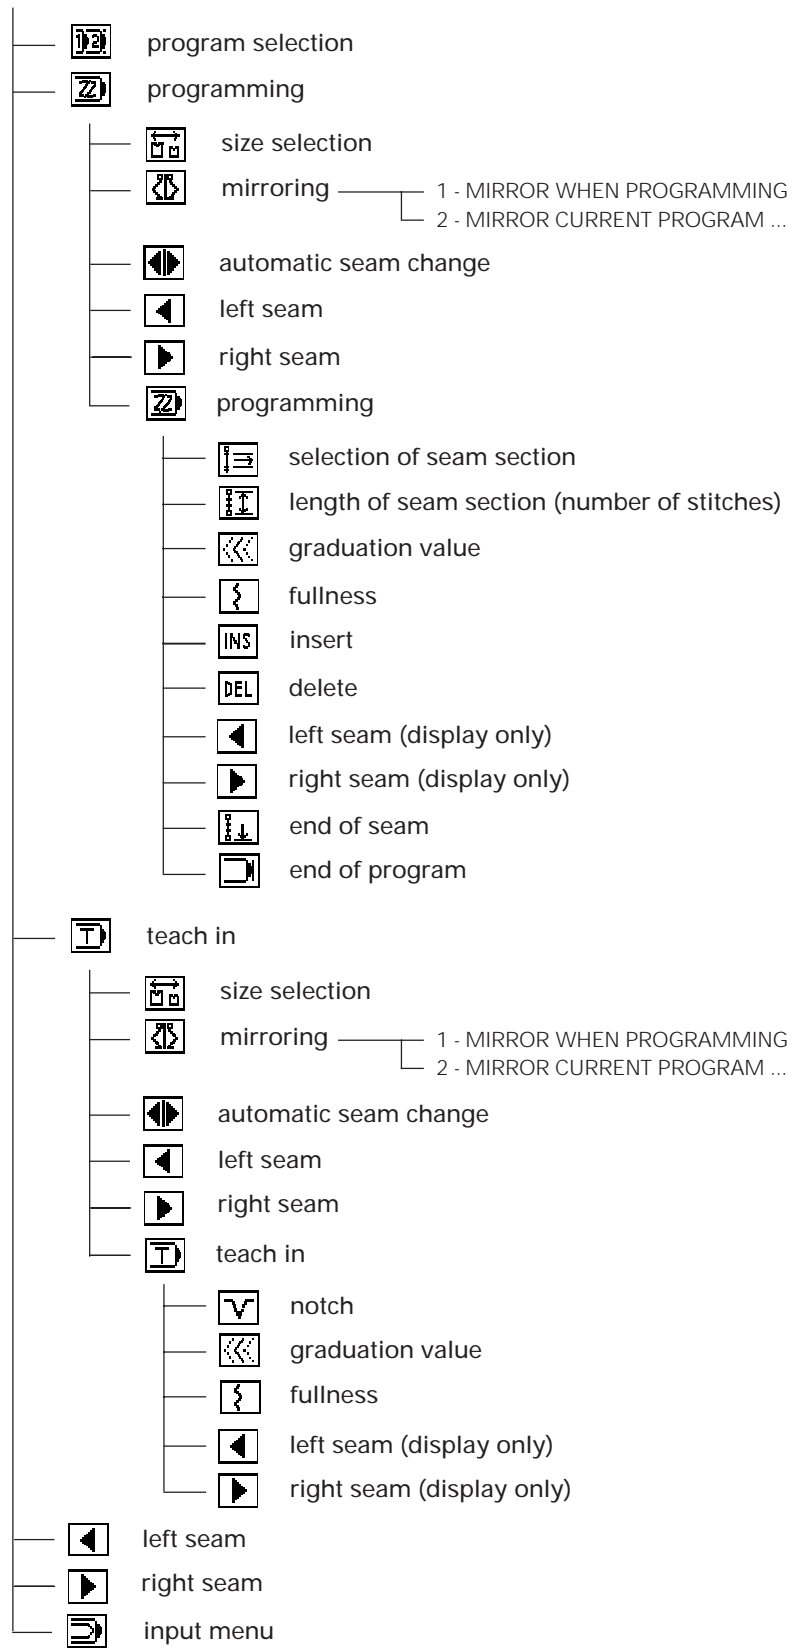 program selection
programming
size selection
mirroring 1 - MIRROR WHEN PROGRAMMING
2 - MIRROR CURRENT PROGRAM ...
automatic seam change
left seam
right seam
programming
selection of seam section
length of seam section (number of stitches)
graduation value
fullness
INS insert
DEL delete
left seam (display only)
right seam (display only)
end of seam
end of program
T teach in
size selection
mirroring 1 - MIRROR WHEN PROGRAMMING
2 - MIRROR CURRENT PROGRAM ...
automatic seam change
left seam
right seam
T teach in
notch
graduation value
fullness
left seam (display only)
right seam (display only)
left seam
right seam
input menu